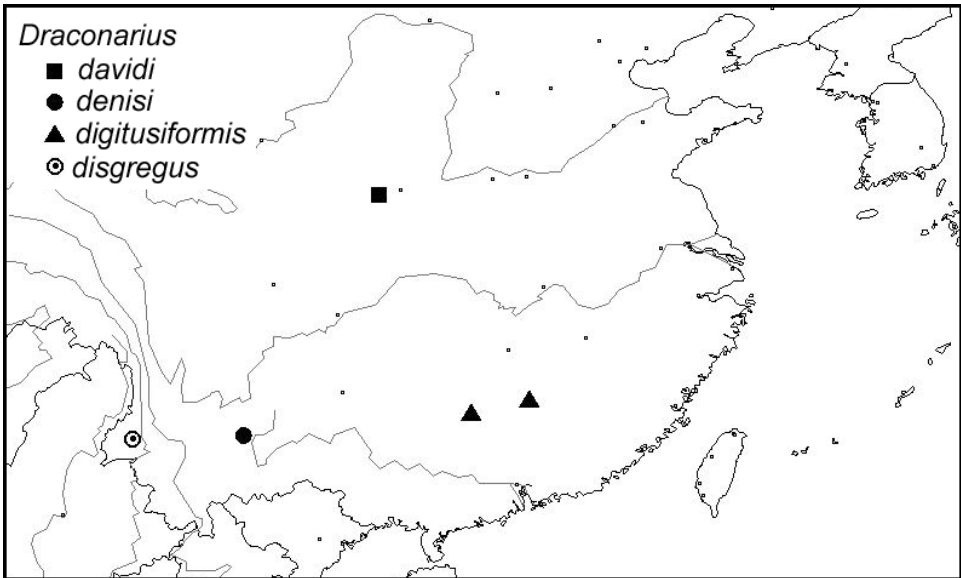 Draconarius
davidi
denisi
digitusiformis
disgregus